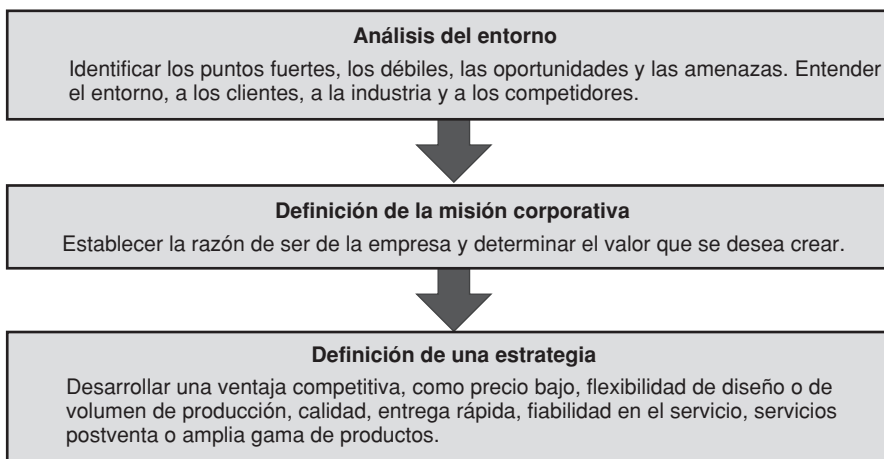 Análisis del entorno
Identificar los puntos fuertes, los débiles, las oportunidades y las amenazas. Entender
el entorno, a los clientes, a la industria y a los competidores.
Definición de la misión corporativa
Establecer la razón de ser de la empresa y determinar el valor que se desea crear.
Definición de una estrategia
Desarrollar una ventaja competitiva, como precio bajo, flexibilidad de diseño o de
volumen de producción, calidad, entrega rápida, fiabilidad en el servicio, servicios
postventa o amplia gama de productos.